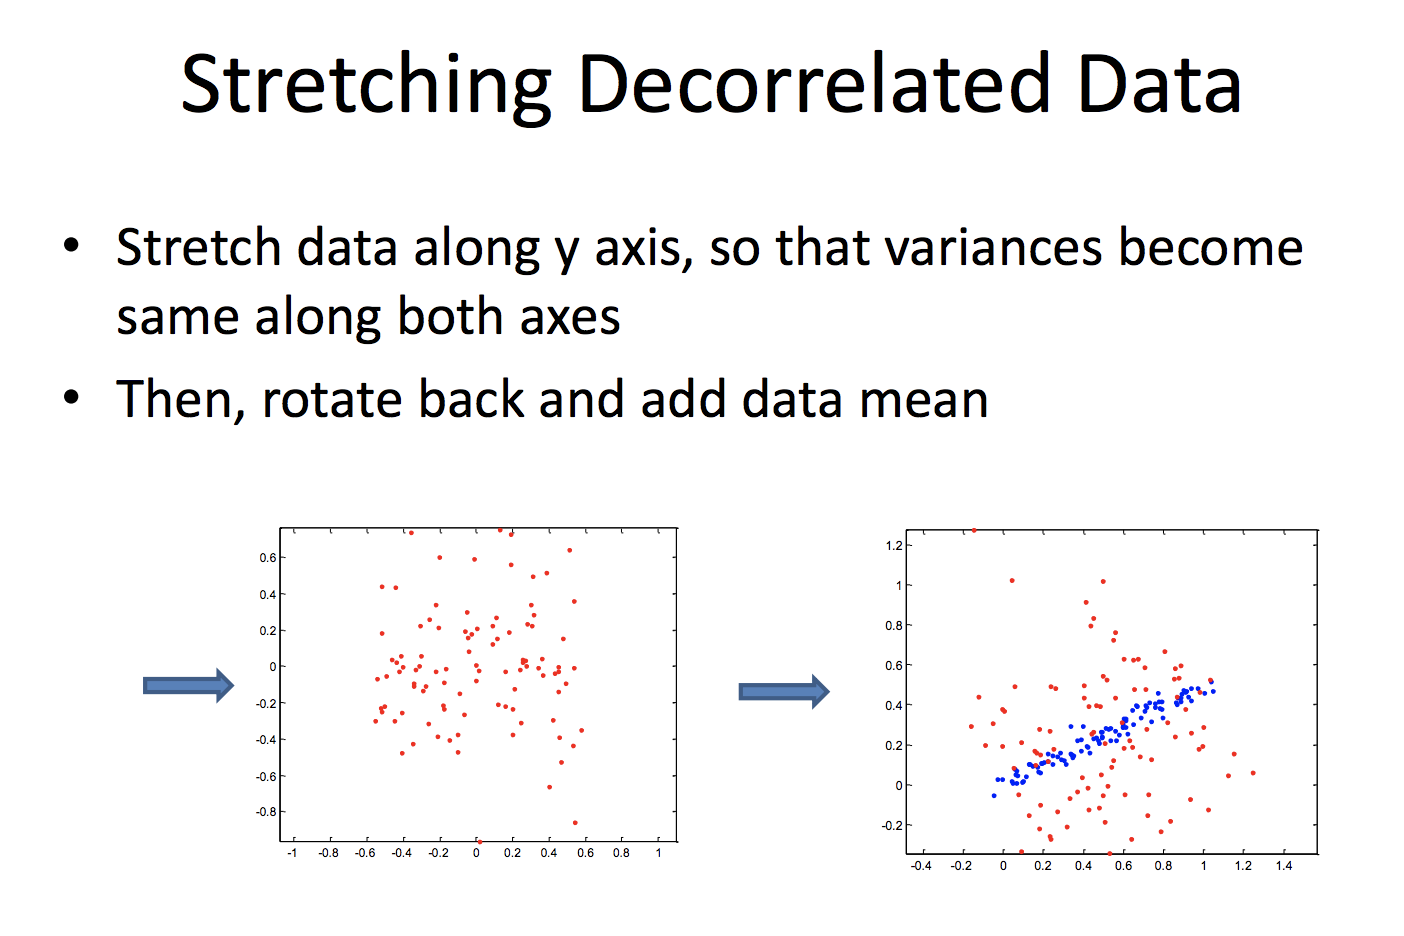 Stretching Decorrelated Data
• Stretch data along y axis, so that variances become
same along both axes
• Then, rotate back and add data mean
0.6
0.4
0.2
0
-0.2
-0.4
-0.6
-0.8
-1 -0.8 -0.6 -0.4 -0.2 0 0.2 0.4 0.6 0.8 1
1.2
1
0.8
0.6
0.4
0.2
0
-0.2
-0.4 -0.2 0 0.2 0.4 0.6 0.8 1 1.2 1.4